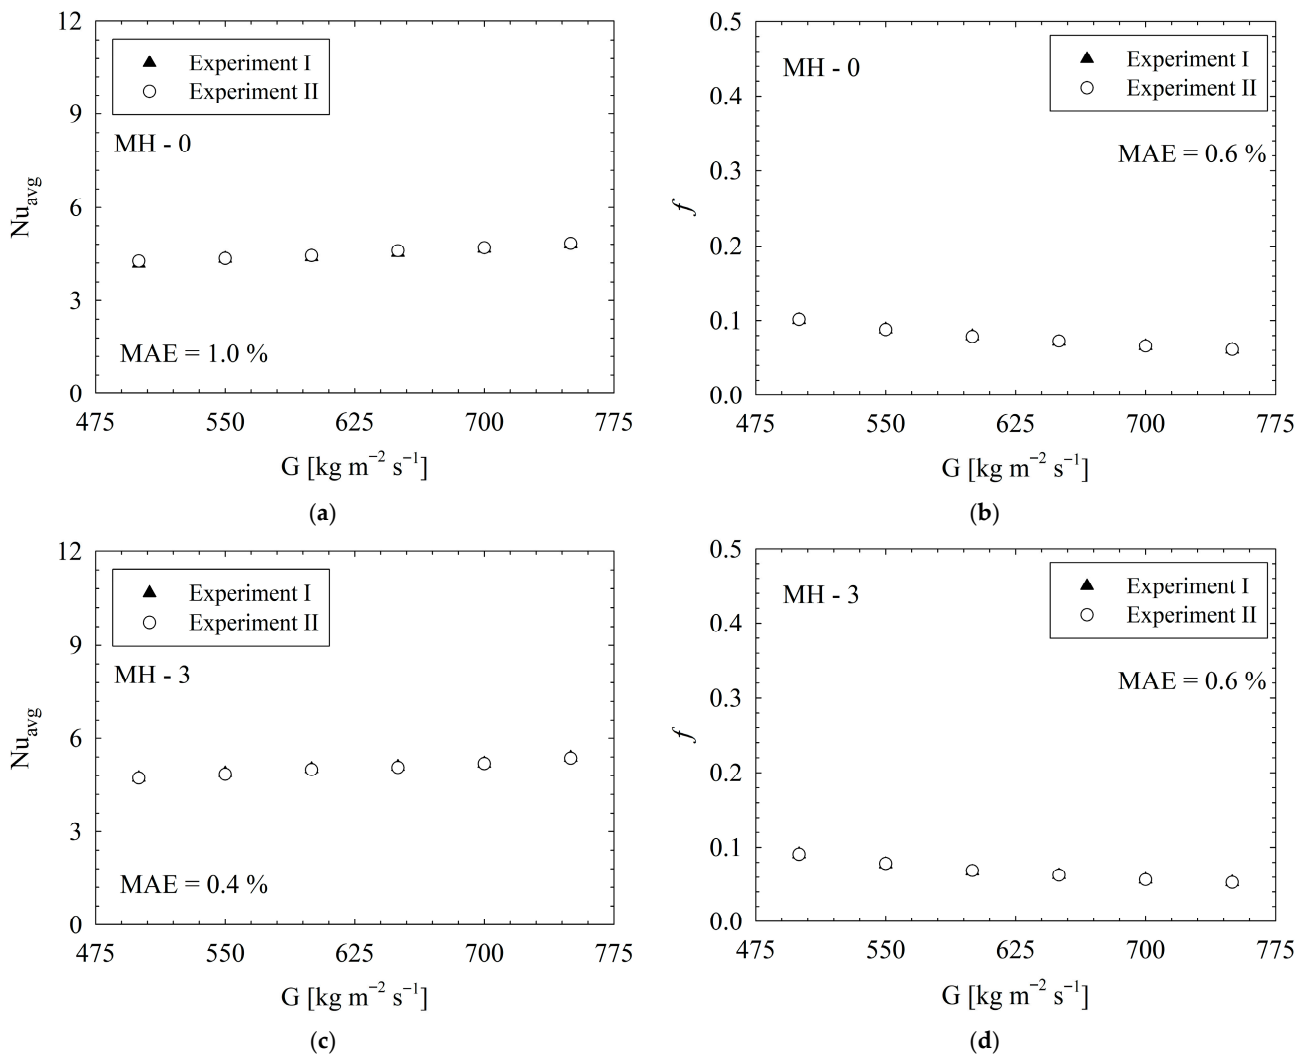 12
9
6
3
0
Nu_avg
Experiment I
Experiment II
MH - 0
MAE = 1.0 %
475 550 625 700 775
G [kg m⁻² s⁻¹]
(a)
0.5
0.4
0.3
0.2
0.1
0.0
f
MH - 0
Experiment I
Experiment II
MAE = 0.6 %
475 550 625 700 775
G [kg m⁻² s⁻¹]
(b)
12
9
6
3
0
Nu_avg
Experiment I
Experiment II
MH - 3
MAE = 0.4 %
475 550 625 700 775
G [kg m⁻² s⁻¹]
(c)
0.5
0.4
0.3
0.2
0.1
0.0
f
MH - 3
Experiment I
Experiment II
MAE = 0.6 %
475 550 625 700 775
G [kg m⁻² s⁻¹]
(d)